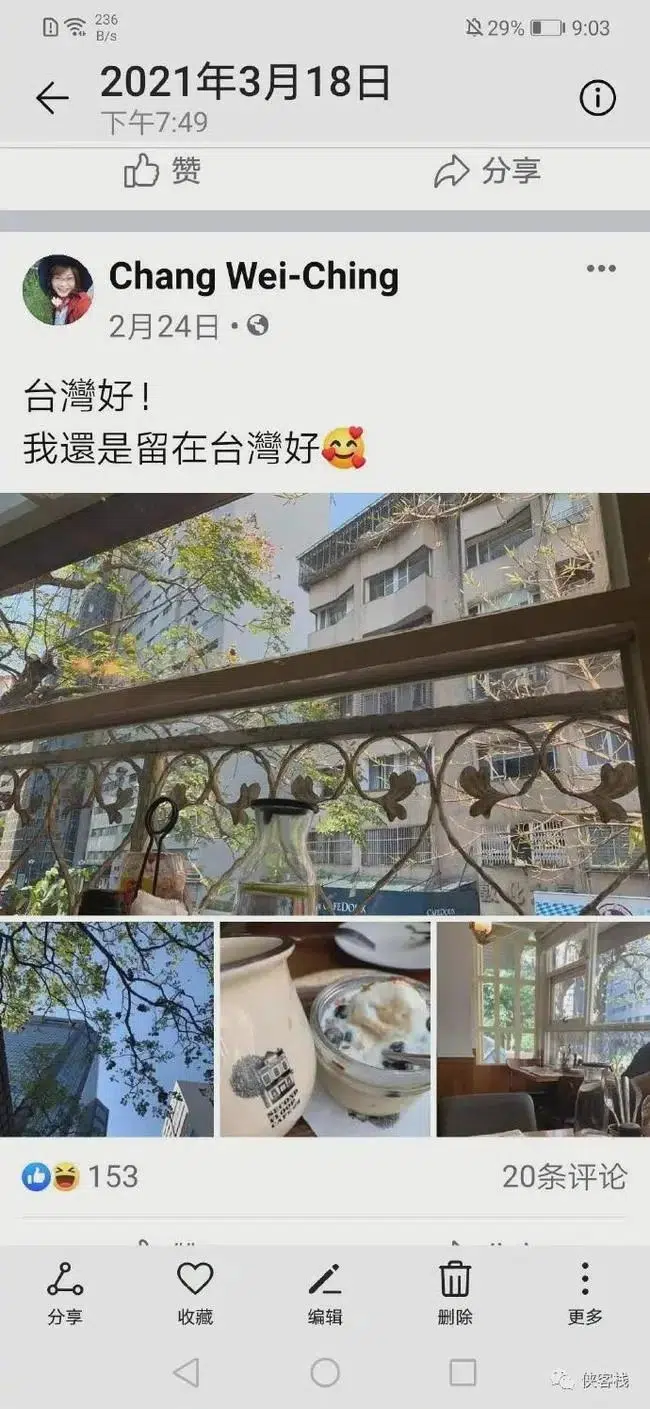 236
B/s
29%
9:03
2021年3月18日
下午7:49
赞
分享
Chang Wei-Ching
2月24日
台灣好！
我還是留在台灣好🥰
CAFEDOUX
SECOND
FLOOR
153
20条评论
分享
收藏
编辑
删除
更多
侠客栈